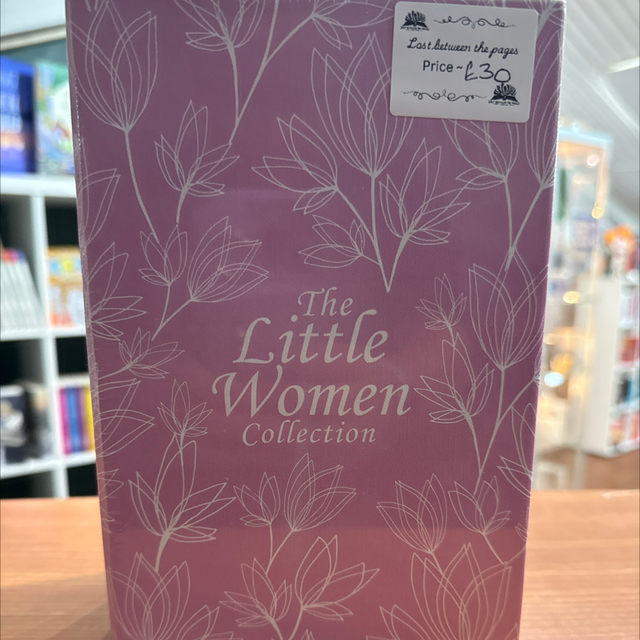 Lost between the pages
Price - £30
The
Little
Women
Collection